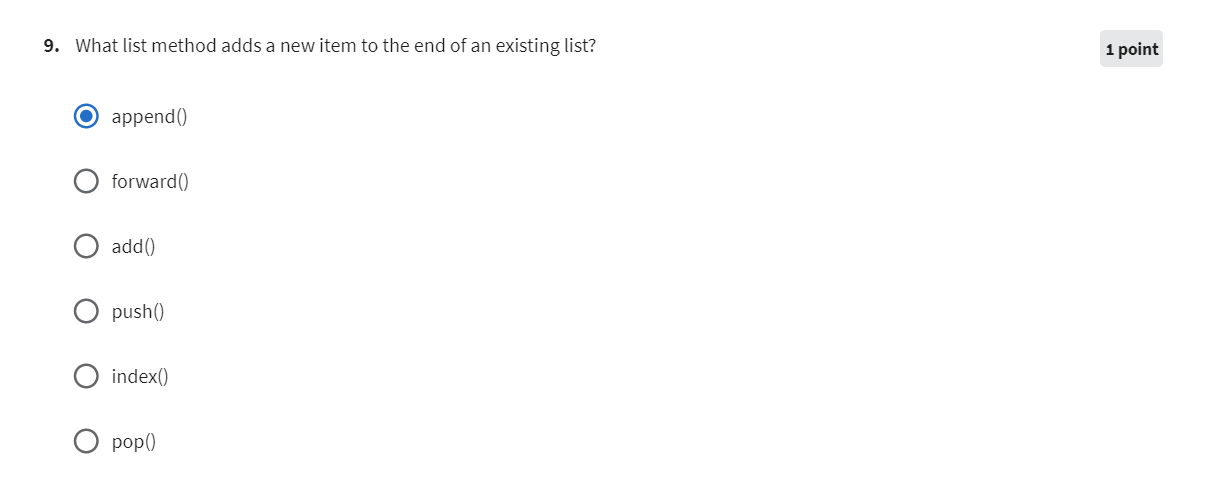 9. What list method adds a new item to the end of an existing list?
1 point
append()
forward()
add()
push()
index()
pop()